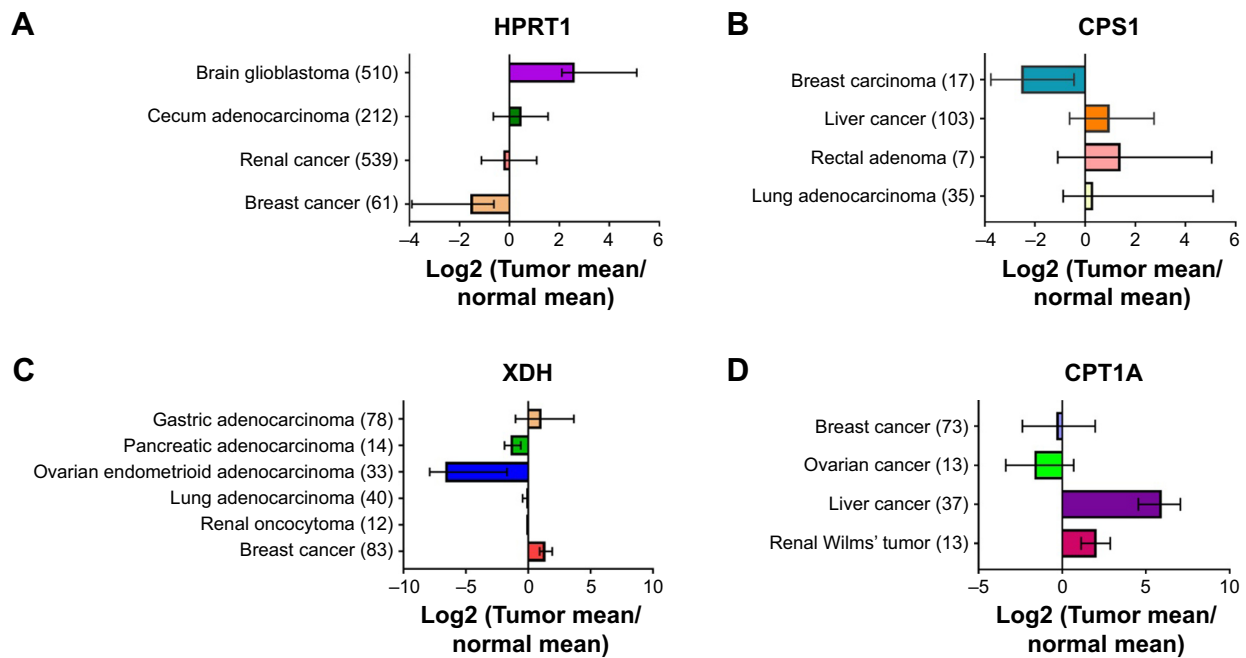 A
HPRT1
Brain glioblastoma (510)
Cecum adenocarcinoma (212)
Renal cancer (539)
Breast cancer (61)
–4 –2 0 2 4 6
Log2 (Tumor mean/
normal mean)
B
CPS1
Breast carcinoma (17)
Liver cancer (103)
Rectal adenoma (7)
Lung adenocarcinoma (35)
–4 –2 0 2 4 6
Log2 (Tumor mean/
normal mean)
C
XDH
Gastric adenocarcinoma (78)
Pancreatic adenocarcinoma (14)
Ovarian endometrioid adenocarcinoma (33)
Lung adenocarcinoma (40)
Renal oncocytoma (12)
Breast cancer (83)
–10 –5 0 5 10
Log2 (Tumor mean/
normal mean)
D
CPT1A
Breast cancer (73)
Ovarian cancer (13)
Liver cancer (37)
Renal Wilms’ tumor (13)
–5 0 5 10
Log2 (Tumor mean/
normal mean)